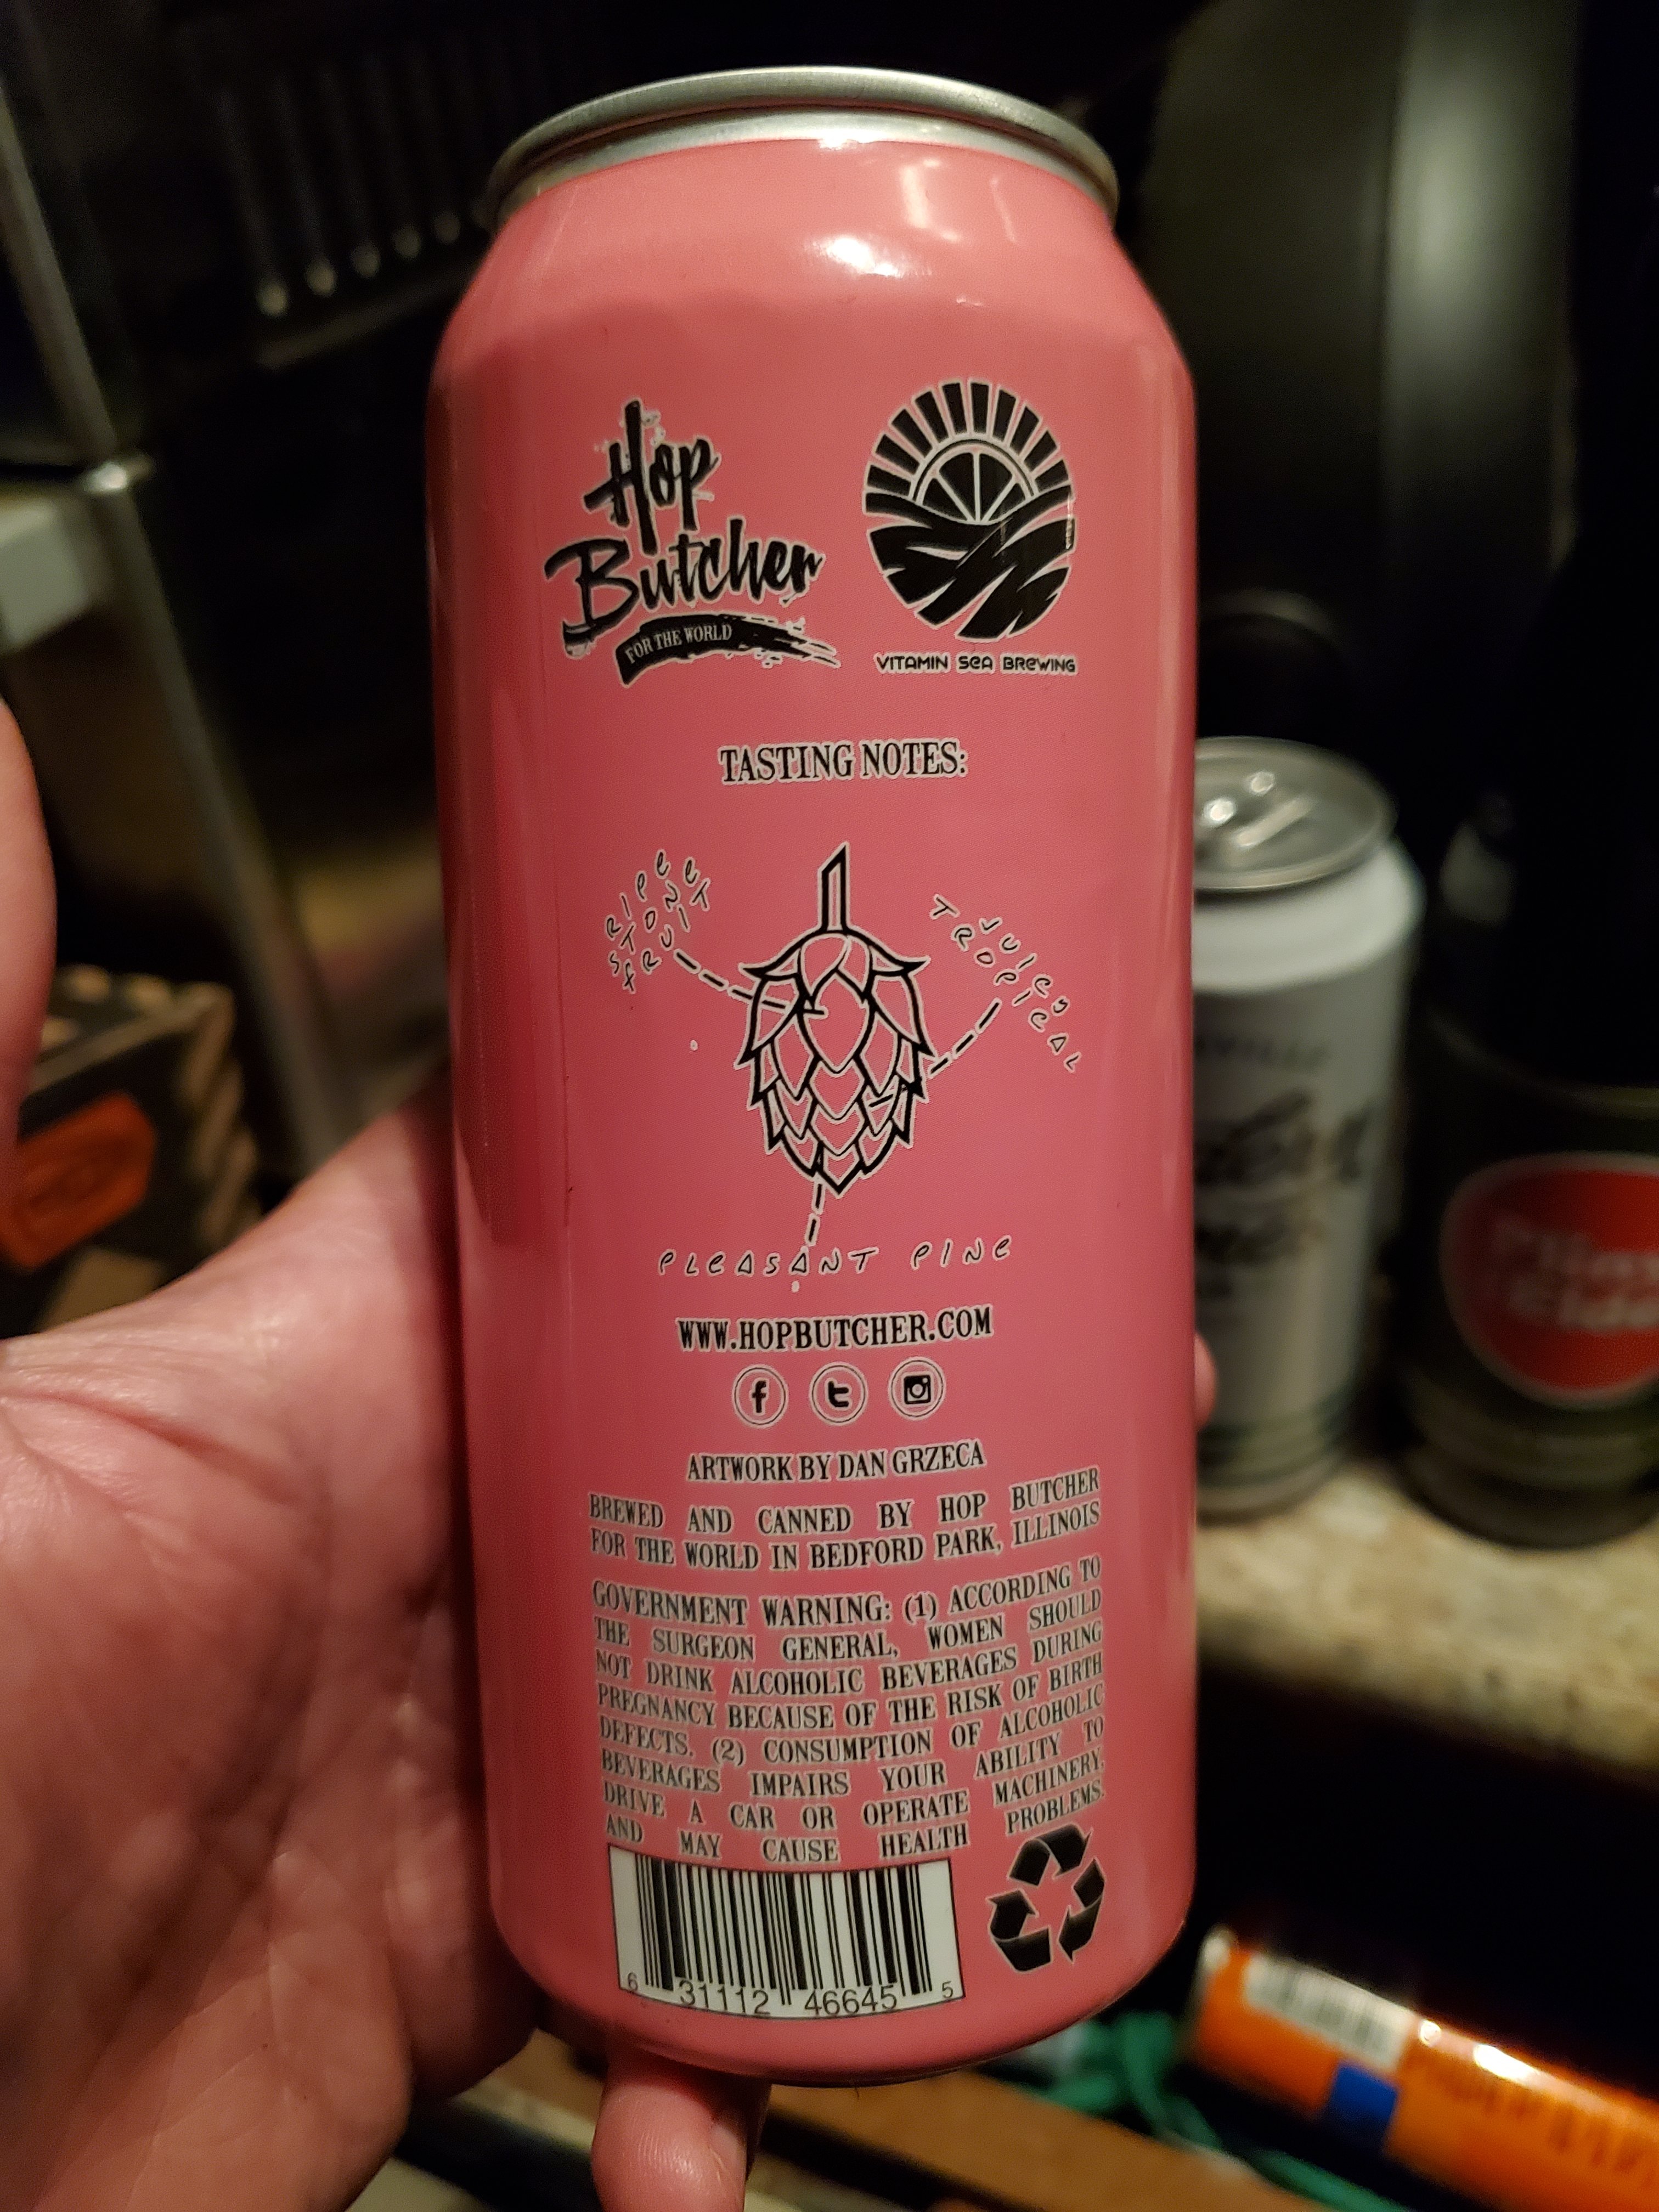 Hop
Butcher
FOR THE WORLD
VITAMIN SEA BREWING
TASTING NOTES:
RIPE
STONE
FRUIT
JUICY
TROPICAL
PLEASANT PINE
WWW.HOPBUTCHER.COM
ARTWORK BY DAN GRZECA
BREWED AND CANNED BY HOP BUTCHER
FOR THE WORLD IN BEDFORD PARK, ILLINOIS
GOVERNMENT WARNING: (1) ACCORDING TO
THE SURGEON GENERAL, WOMEN SHOULD
NOT DRINK ALCOHOLIC BEVERAGES DURING
PREGNANCY BECAUSE OF THE RISK OF BIRTH
DEFECTS. (2) CONSUMPTION OF ALCOHOLIC
BEVERAGES IMPAIRS YOUR ABILITY TO
DRIVE A CAR OR OPERATE MACHINERY,
AND MAY CAUSE HEALTH PROBLEMS.
6 31112 46645 5